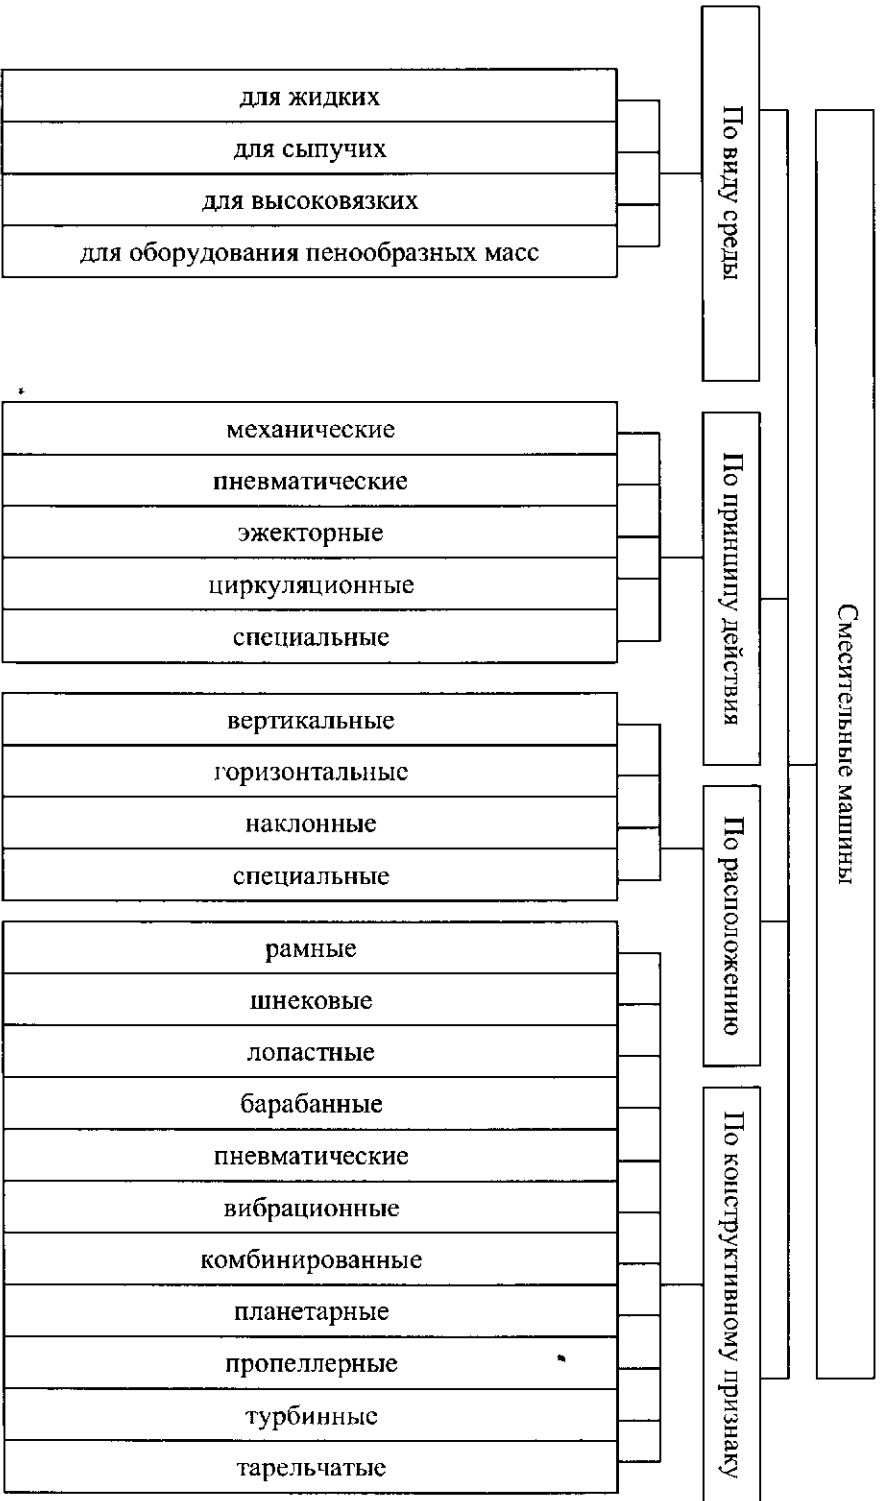 Смесительные машины
По виду среды
для жидких
для сыпучих
для высоковязких
для оборудования пенообразных масс
По принципу действия
механические
пневматические
эжекторные
циркуляционные
специальные
По расположению
вертикальные
горизонтальные
наклонные
специальные
По конструктивному признаку
рамные
шнековые
лопастные
барабанные
пневматические
вибрационные
комбинированные
планетарные
пропеллерные
турбинные
тарельчатые